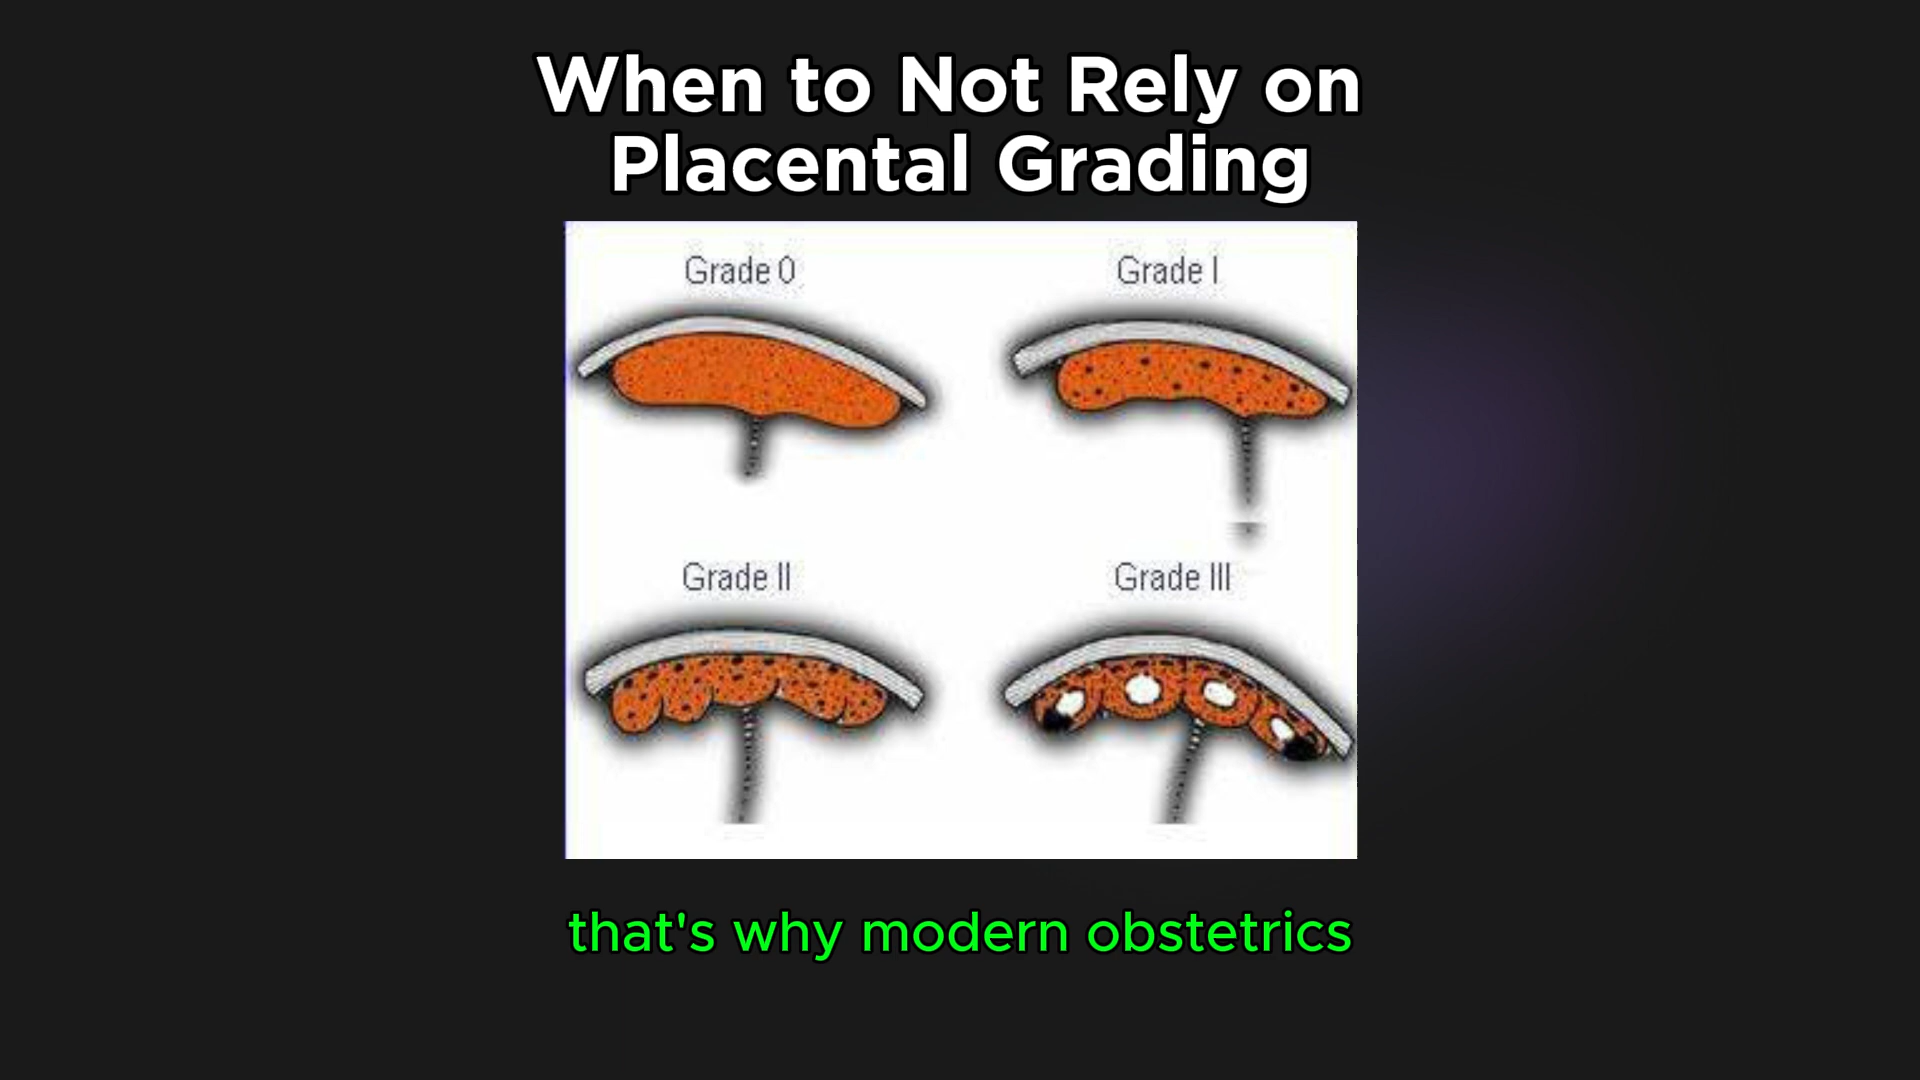 When to Not Rely on
Placental Grading
Grade 0
Grade I
Grade II
Grade III
that's why modern obstetrics